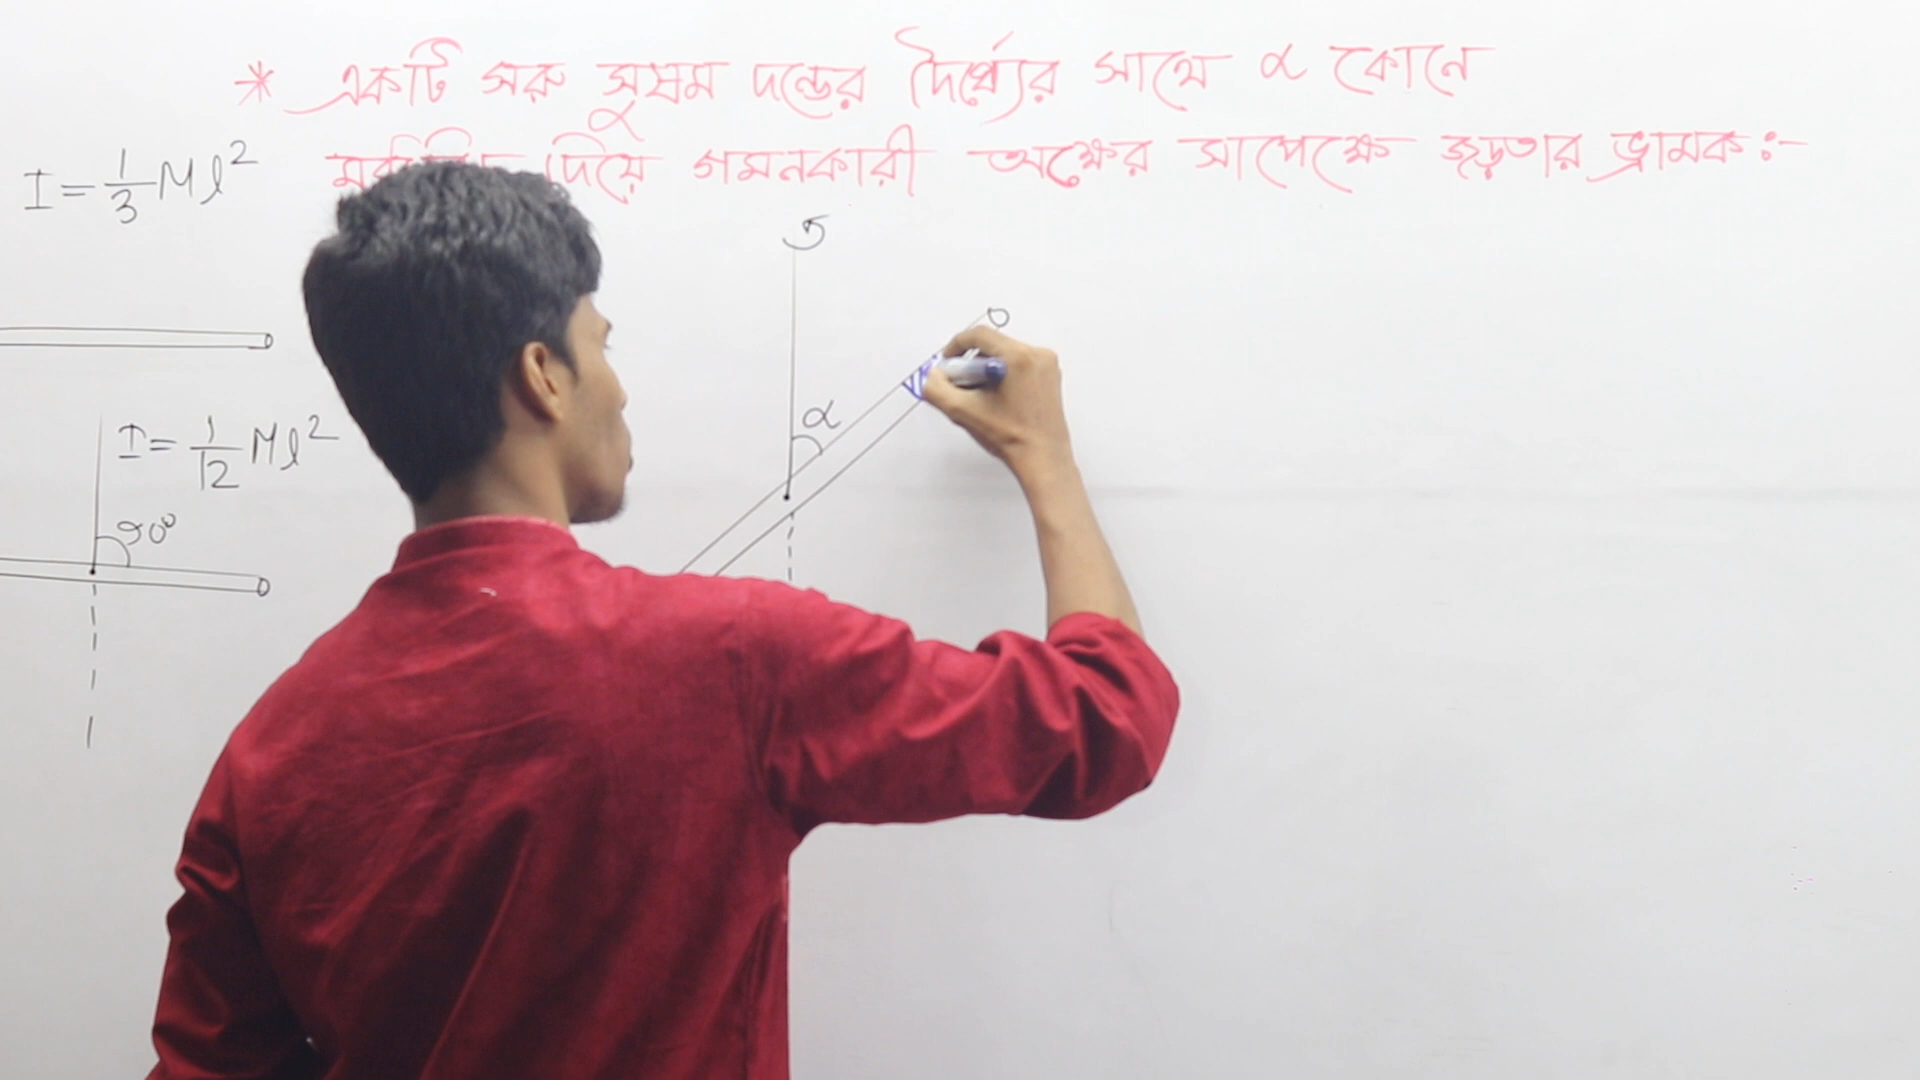 * একটি সরু সুষম দন্ডের দৈর্ঘ্যের সাথে α কোনে
দিয়ে গমনকারী অক্ষের সাপেক্ষে জড়তার ভ্রামক :-
I = 1/3 Ml²
α
I = 1/12 Ml²
90°